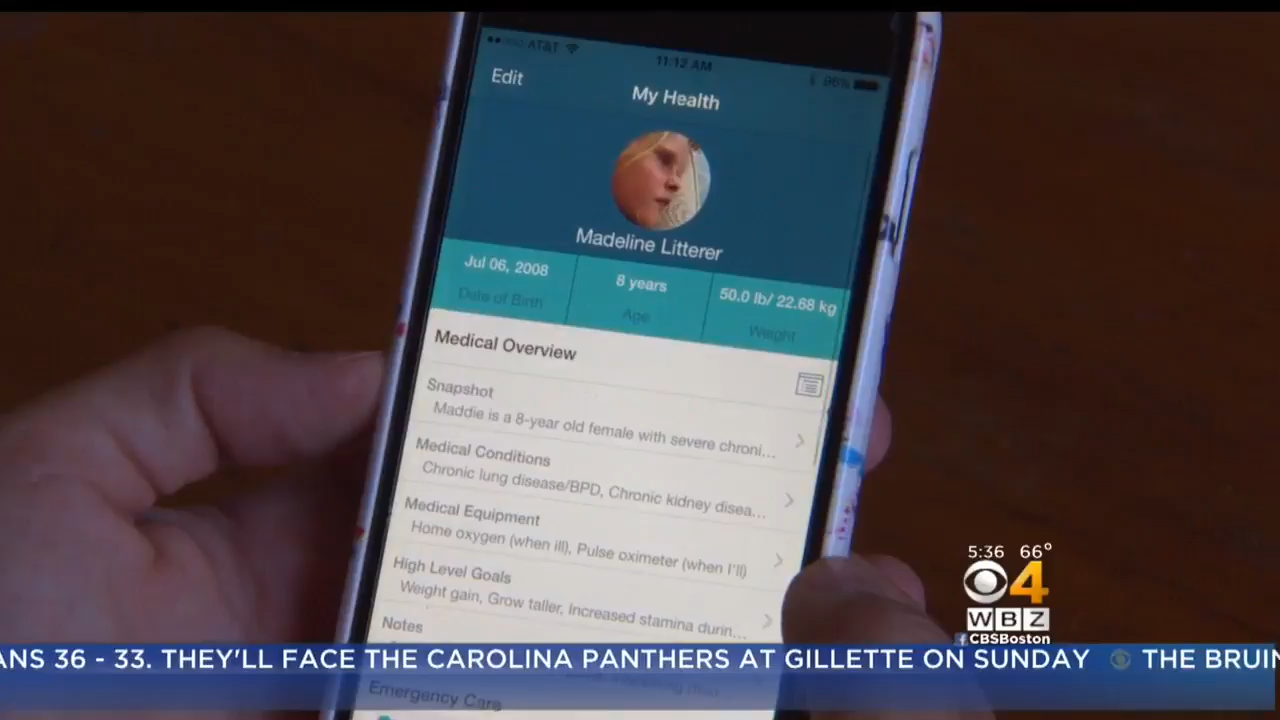 AT&T
11:12 AM
96%
Edit
My Health
Madeline Litterer
Jul 06, 2008
Date of Birth
8 years
Age
50.0 lb/ 22.68 kg
Weight
Medical Overview
Snapshot
Maddie is a 8-year old female with severe chroni...
Medical Conditions
Chronic lung disease/BPD, Chronic kidney disea...
Medical Equipment
Home oxygen (when ill), Pulse oximeter (when I'll)
High Level Goals
Weight gain, Grow taller, Increased stamina durin...
Notes
Emergency Care
5:36 66°
4
WBZ
CBSBoston
ANS 36 - 33. THEY'LL FACE THE CAROLINA PANTHERS AT GILLETTE ON SUNDAY THE BRUIN